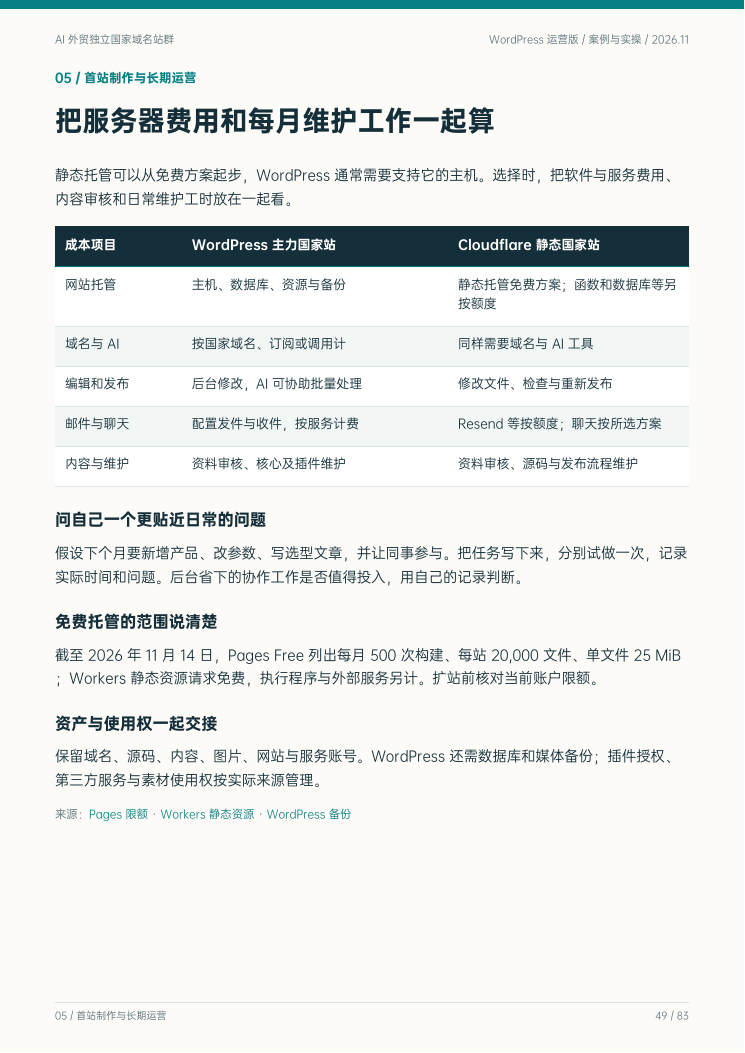 AI 外贸独立国家域名站群
WordPress 运营版 / 案例与实操 / 2026.11
05 / 首站制作与长期运营
把服务器费用和每月维护工作一起算
静态托管可以从免费方案起步，WordPress 通常需要支持它的主机。选择时，把软件与服务费用、
内容审核和日常维护工时放在一起看。
成本项目 WordPress 主力国家站 Cloudflare 静态国家站
网站托管 主机、数据库、资源与备份 静态托管免费方案；函数和数据库等另
按额度
域名与 AI 按国家域名、订阅或调用计 同样需要域名与 AI 工具
编辑和发布 后台修改，AI 可协助批量处理 修改文件、检查与重新发布
邮件与聊天 配置发件与收件，按服务计费 Resend 等按额度；聊天按所选方案
内容与维护 资料审核、核心及插件维护 资料审核、源码与发布流程维护
问自己一个更贴近日常的问题
假设下个月要新增产品、改参数、写选型文章，并让同事参与。把任务写下来，分别试做一次，记录
实际时间和问题。后台省下的协作工作是否值得投入，用自己的记录判断。
免费托管的范围说清楚
截至 2026 年 11 月 14 日，Pages Free 列出每月 500 次构建、每站 20,000 文件、单文件 25 MiB
；Workers 静态资源请求免费，执行程序与外部服务另计。扩站前核对当前账户限额。
资产与使用权一起交接
保留域名、源码、内容、图片、网站与服务账号。WordPress 还需数据库和媒体备份；插件授权、
第三方服务与素材使用权按实际来源管理。
来源：Pages 限额 · Workers 静态资源 · WordPress 备份
05 / 首站制作与长期运营
49 / 83